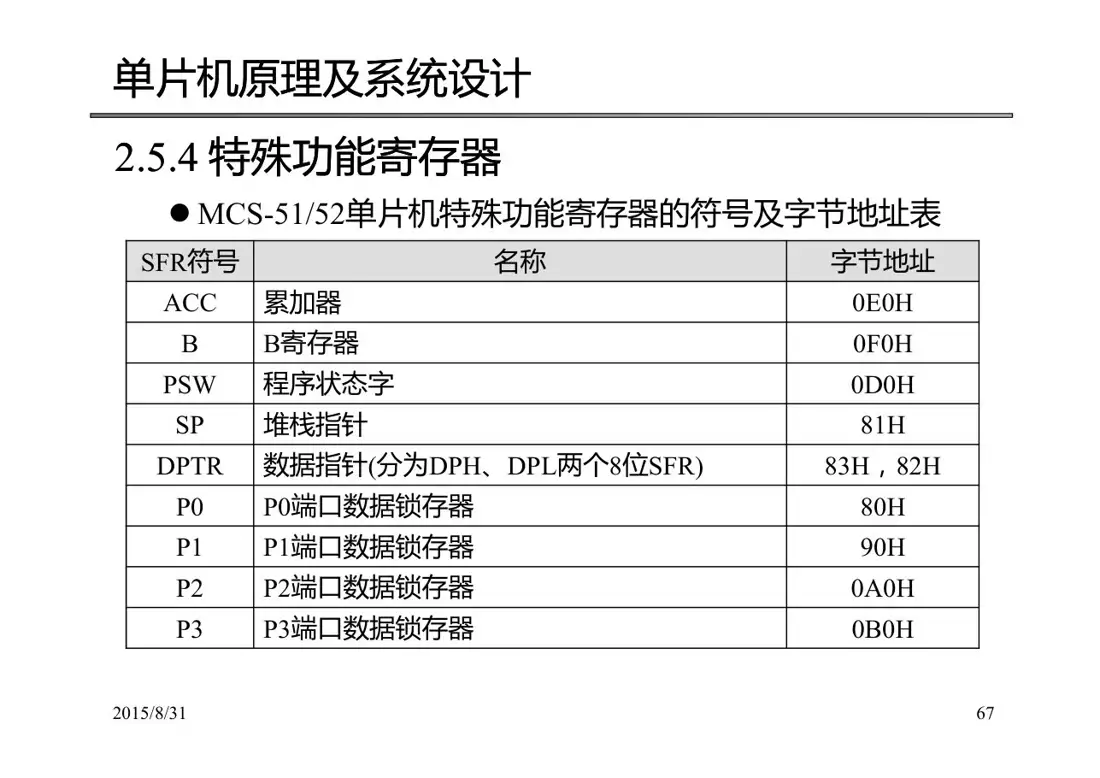 单片机原理及系统设计
2.5.4 特殊功能寄存器
●MCS-51/52单片机特殊功能寄存器的符号及字节地址表
SFR符号 名称 字节地址
ACC 累加器 0E0H
B B寄存器 0F0H
PSW 程序状态字 0D0H
SP 堆栈指针 81H
DPTR 数据指针(分为DPH、DPL两个8位SFR) 83H，82H
P0 P0端口数据锁存器 80H
P1 P1端口数据锁存器 90H
P2 P2端口数据锁存器 0A0H
P3 P3端口数据锁存器 0B0H
2015/8/31 67